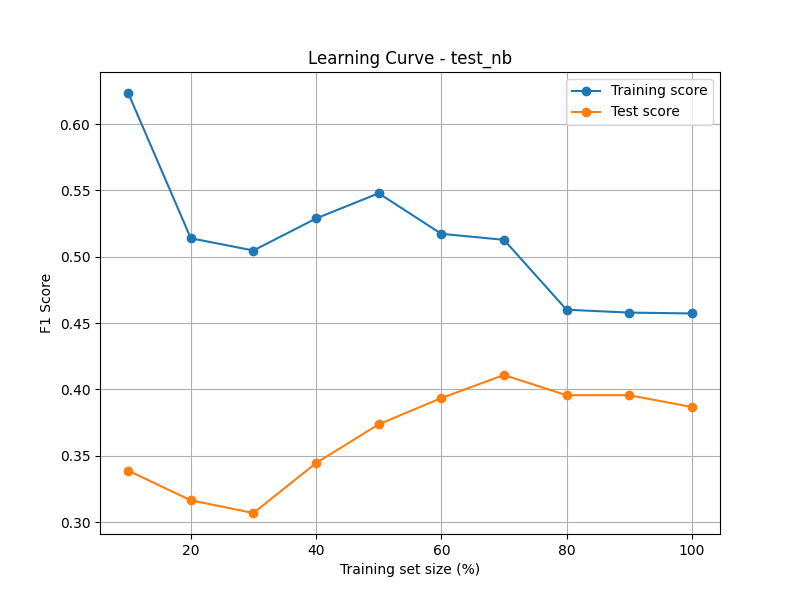 Learning Curve - test_nb
Training score
Test score
F1 Score
0.60
0.55
0.50
0.45
0.40
0.35
0.30
20 40 60 80 100
Training set size (%)